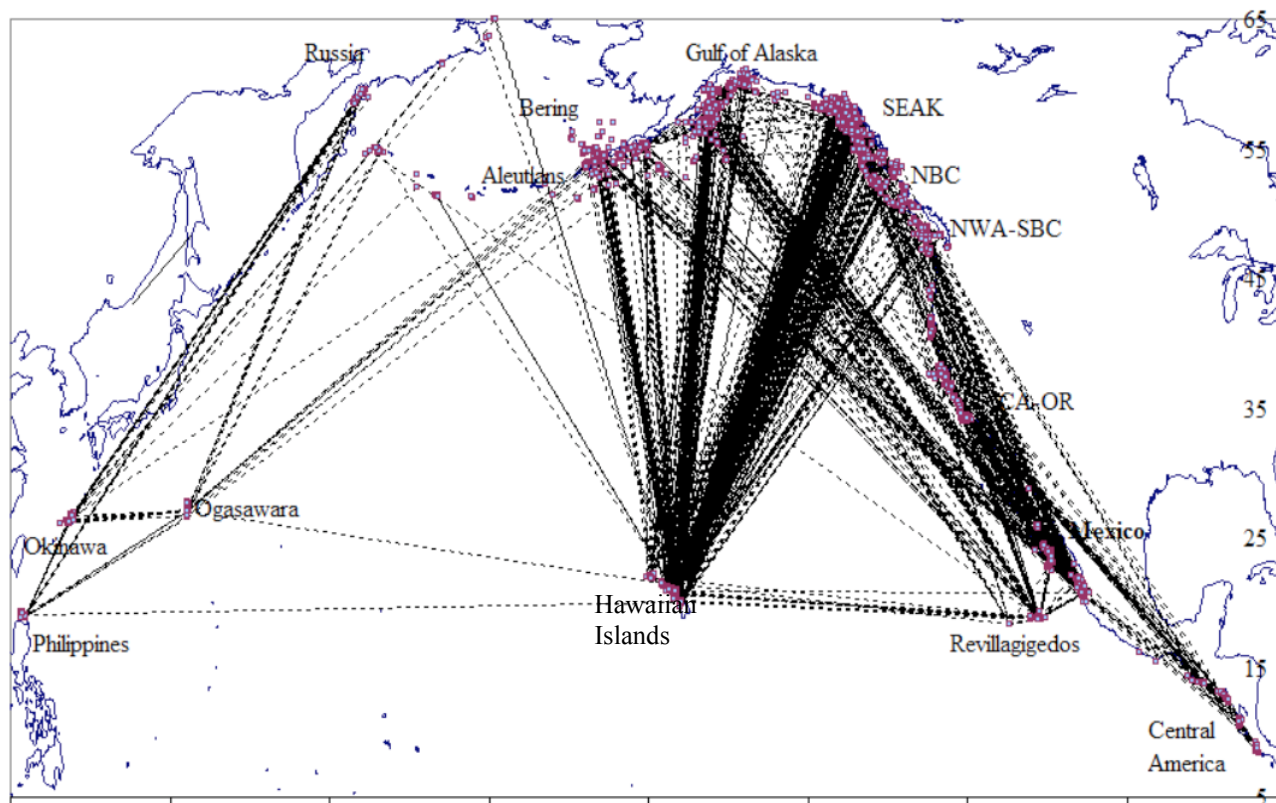 65
Russia
Gulf of Alaska
Bering
SEAK
55
Aleutians
NBC
NWA-SBC
45
CA-OR
35
Ogasawara
Okinawa
Mexico
25
Hawaiian
Islands
Philippines
Revillagigedos
15
Central
America
5